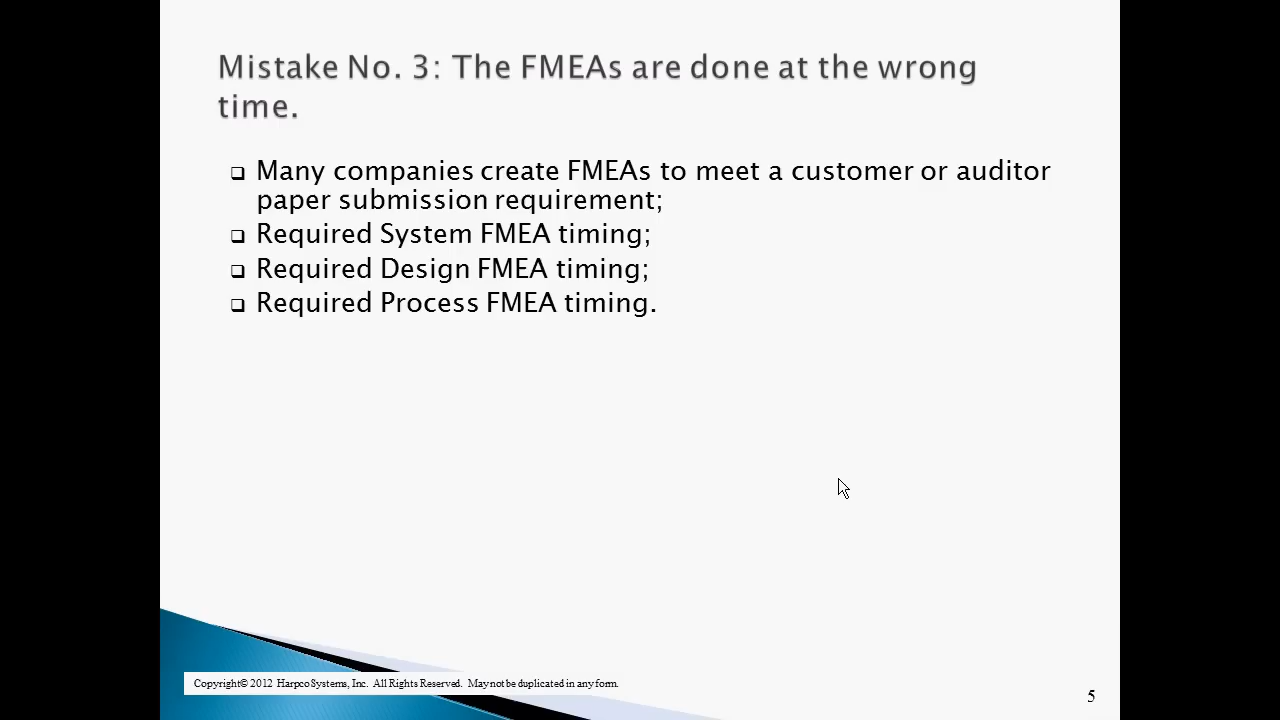 Mistake No. 3: The FMEAs are done at the wrong
time.
Many companies create FMEAs to meet a customer or auditor
paper submission requirement;
Required System FMEA timing;
Required Design FMEA timing;
Required Process FMEA timing.
Copyright© 2012 Harpco Systems, Inc. All Rights Reserved. May not be duplicated in any form.
5